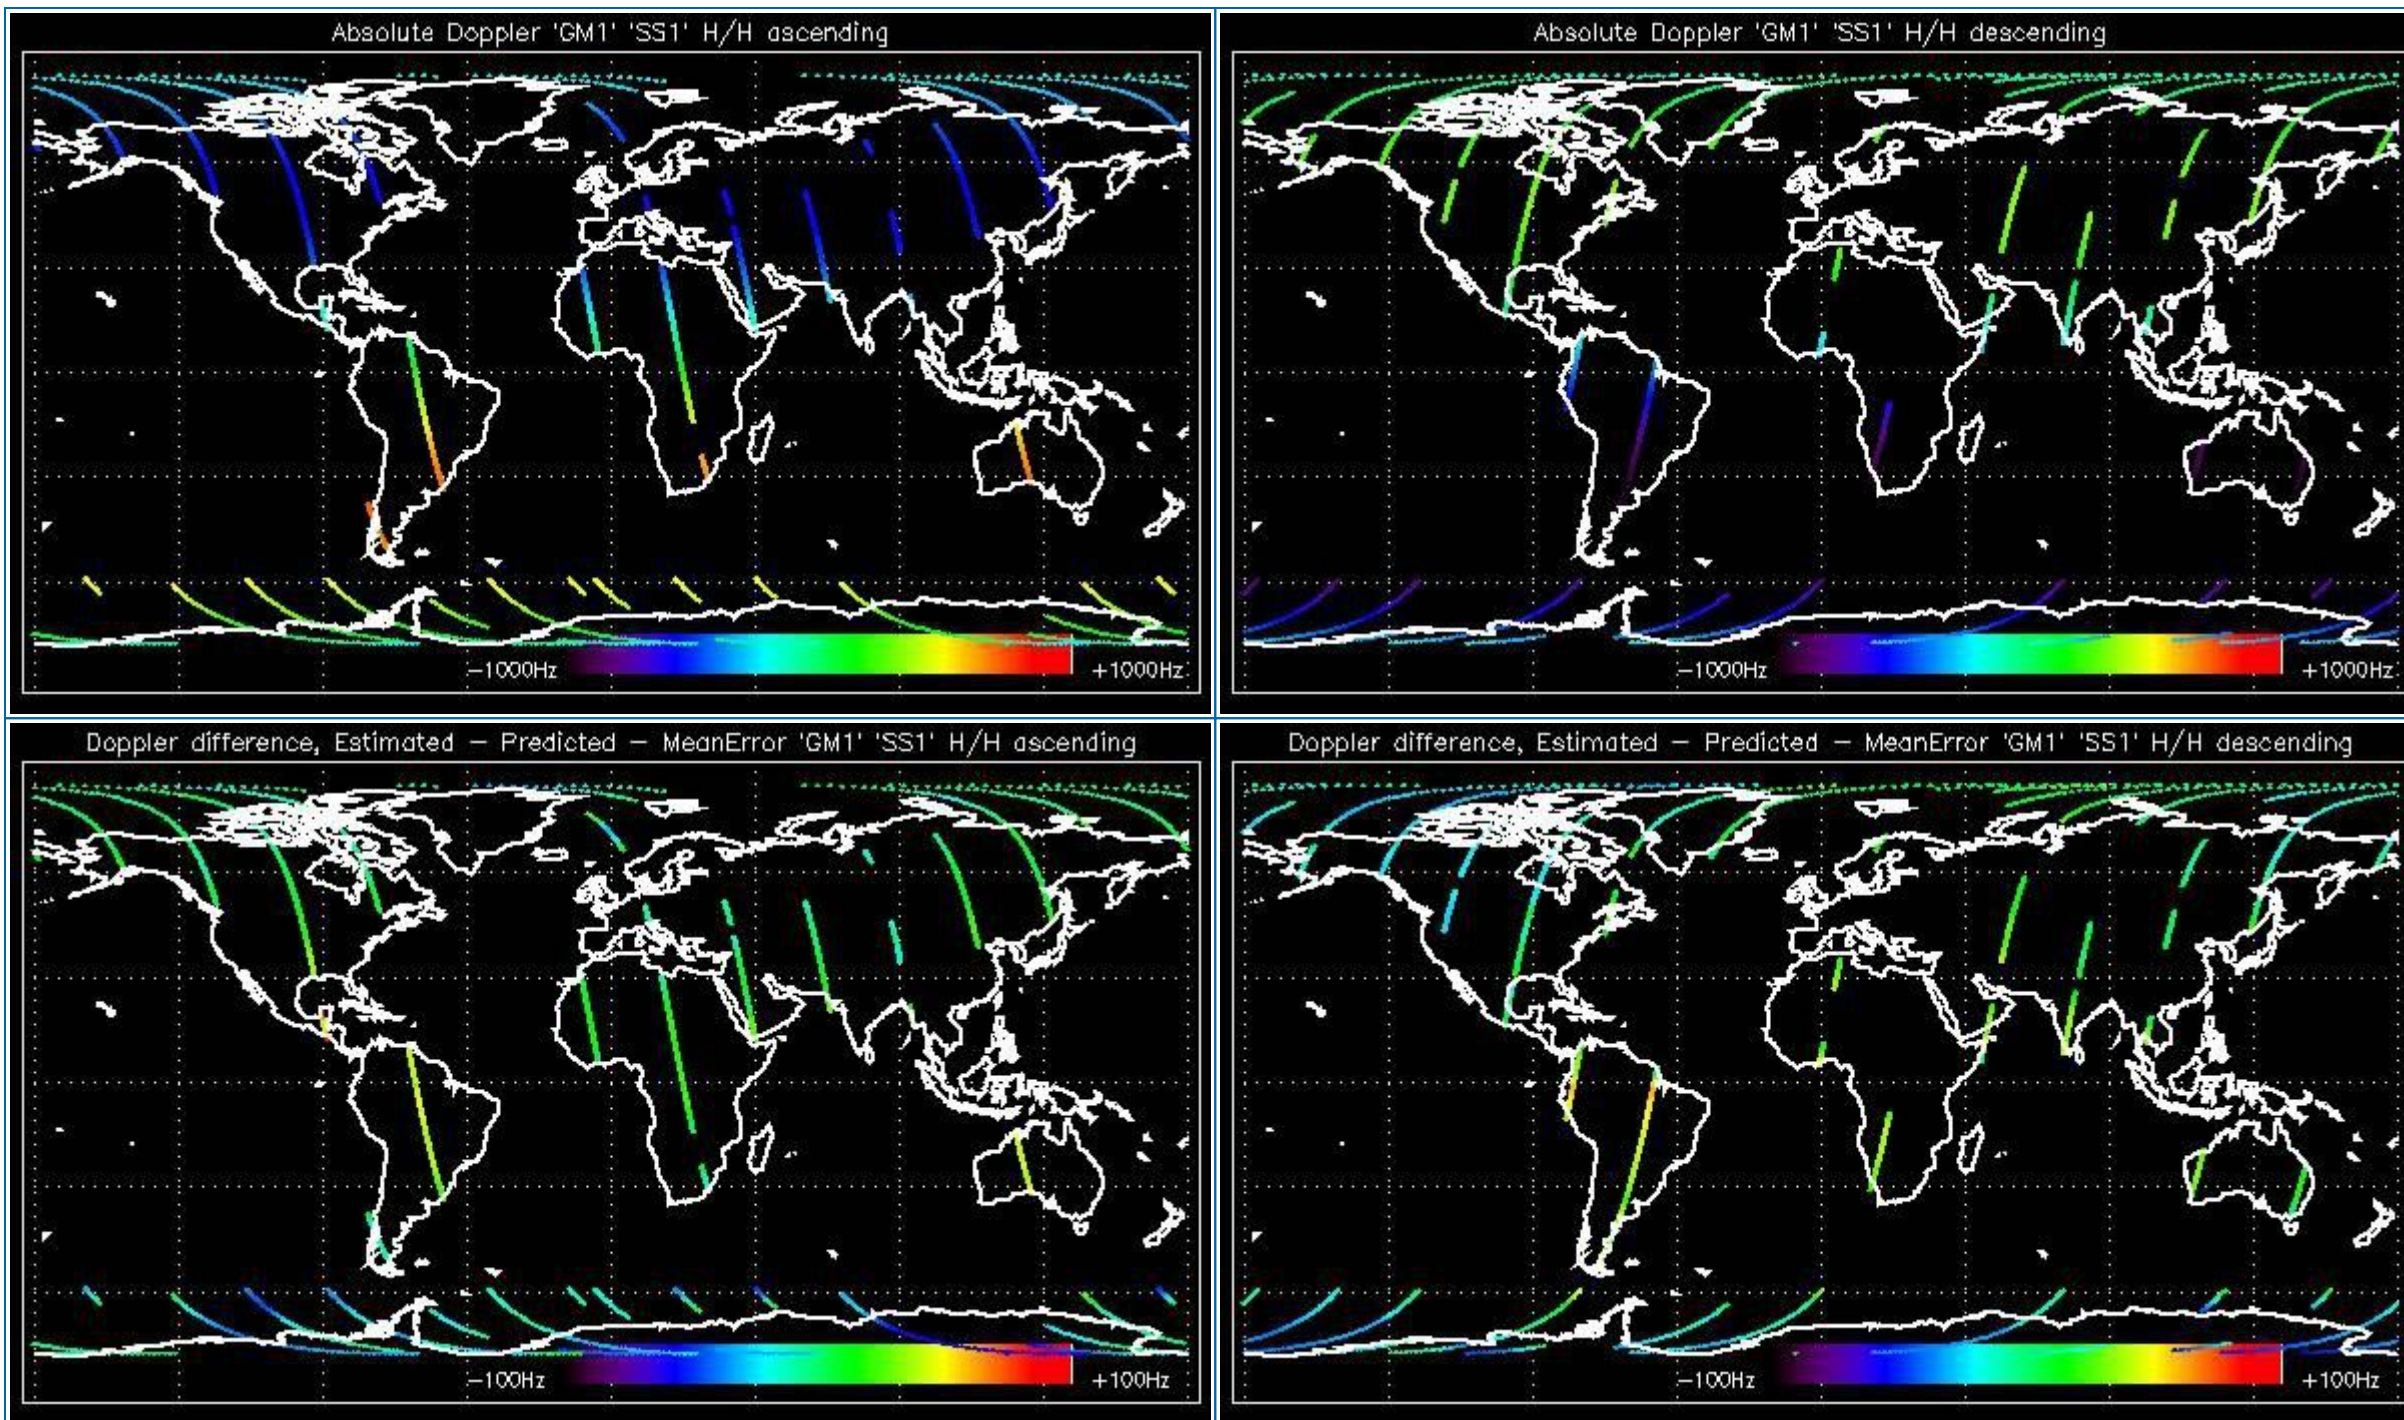 Absolute Doppler 'GM1' 'SS1' H/H ascending
−1000Hz
+1000Hz
Absolute Doppler 'GM1' 'SS1' H/H descending
−1000Hz
+1000Hz
Doppler difference, Estimated − Predicted − MeanError 'GM1' 'SS1' H/H ascending
−100Hz
+100Hz
Doppler difference, Estimated − Predicted − MeanError 'GM1' 'SS1' H/H descending
−100Hz
+100Hz